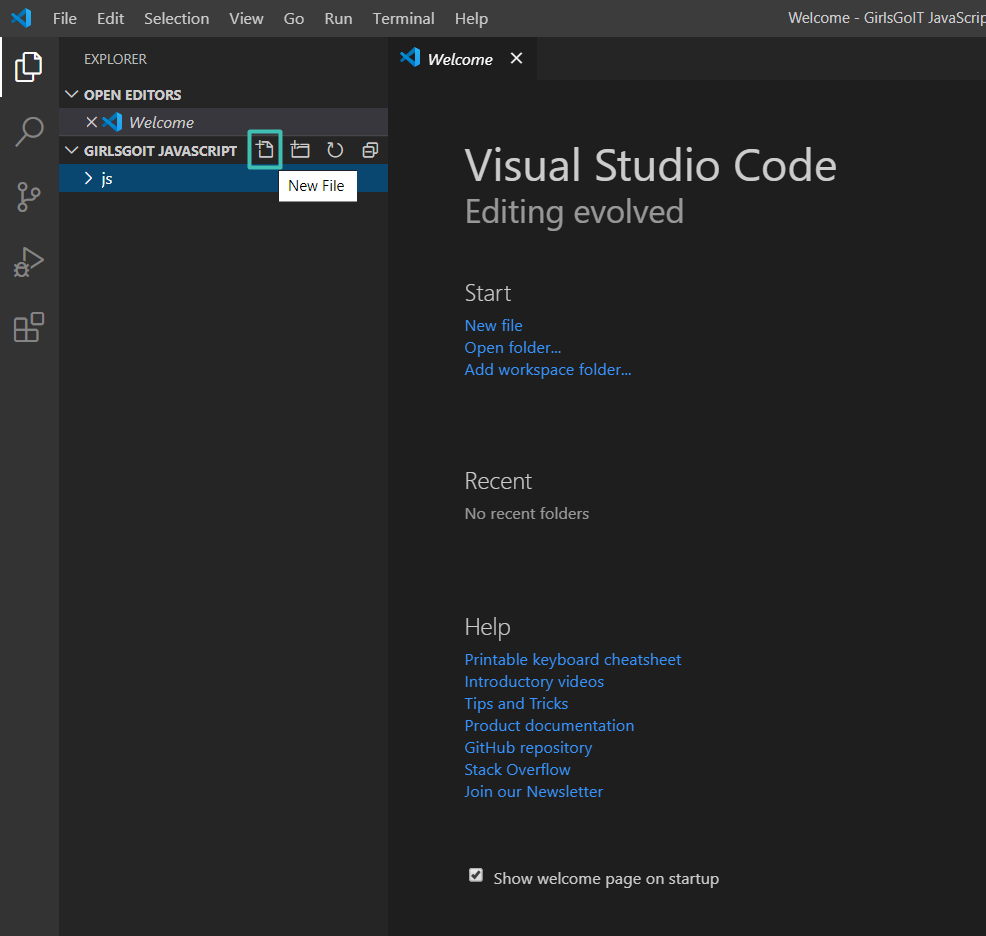 File Edit Selection View Go Run Terminal Help
Welcome - GirlsGoIT JavaScrip
EXPLORER
OPEN EDITORS
Welcome
GIRLSGOIT JAVASCRIPT
js
New File
Welcome
Visual Studio Code
Editing evolved
Start
New file
Open folder...
Add workspace folder...
Recent
No recent folders
Help
Printable keyboard cheatsheet
Introductory videos
Tips and Tricks
Product documentation
GitHub repository
Stack Overflow
Join our Newsletter
Show welcome page on startup